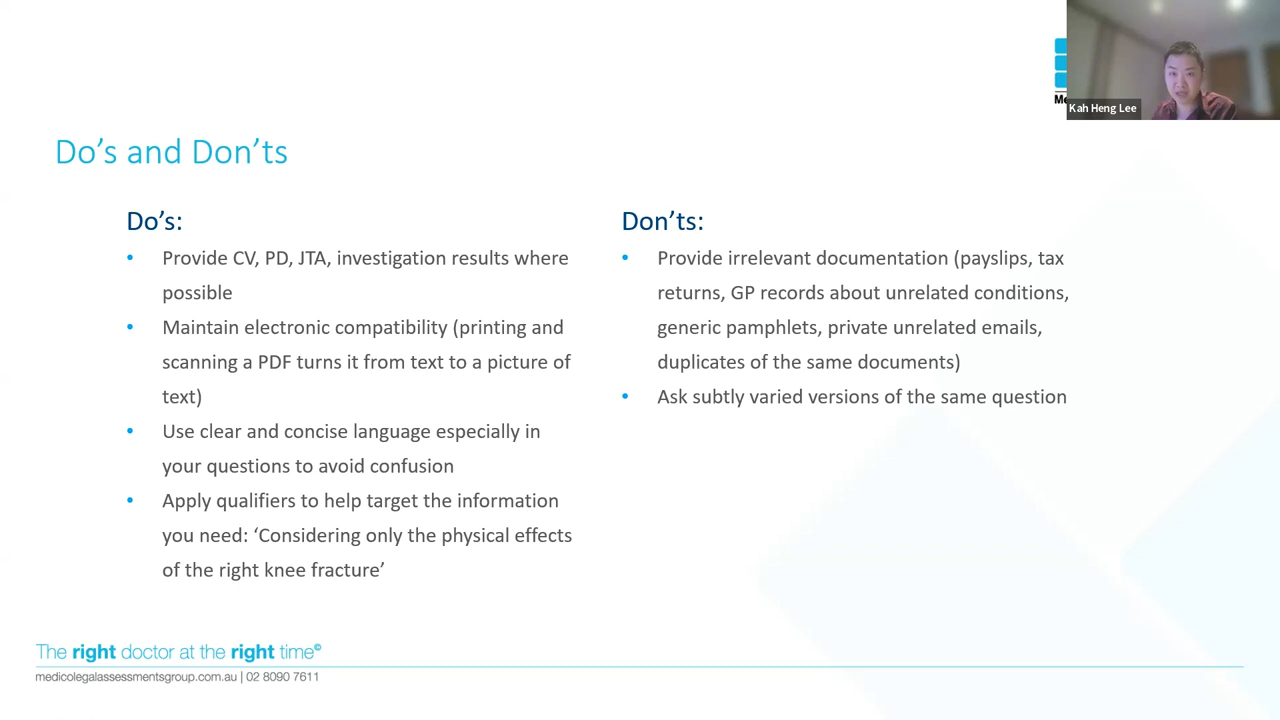 Me
Kah Heng Lee
Do’s and Don’ts
Do’s:
• Provide CV, PD, JTA, investigation results where
possible
• Maintain electronic compatibility (printing and
scanning a PDF turns it from text to a picture of
text)
• Use clear and concise language especially in
your questions to avoid confusion
• Apply qualifiers to help target the information
you need: ‘Considering only the physical effects
of the right knee fracture’
Don’ts:
• Provide irrelevant documentation (payslips, tax
returns, GP records about unrelated conditions,
generic pamphlets, private unrelated emails,
duplicates of the same documents)
• Ask subtly varied versions of the same question
The right doctor at the right time©
medicolegalassessmentsgroup.com.au | 02 8090 7611